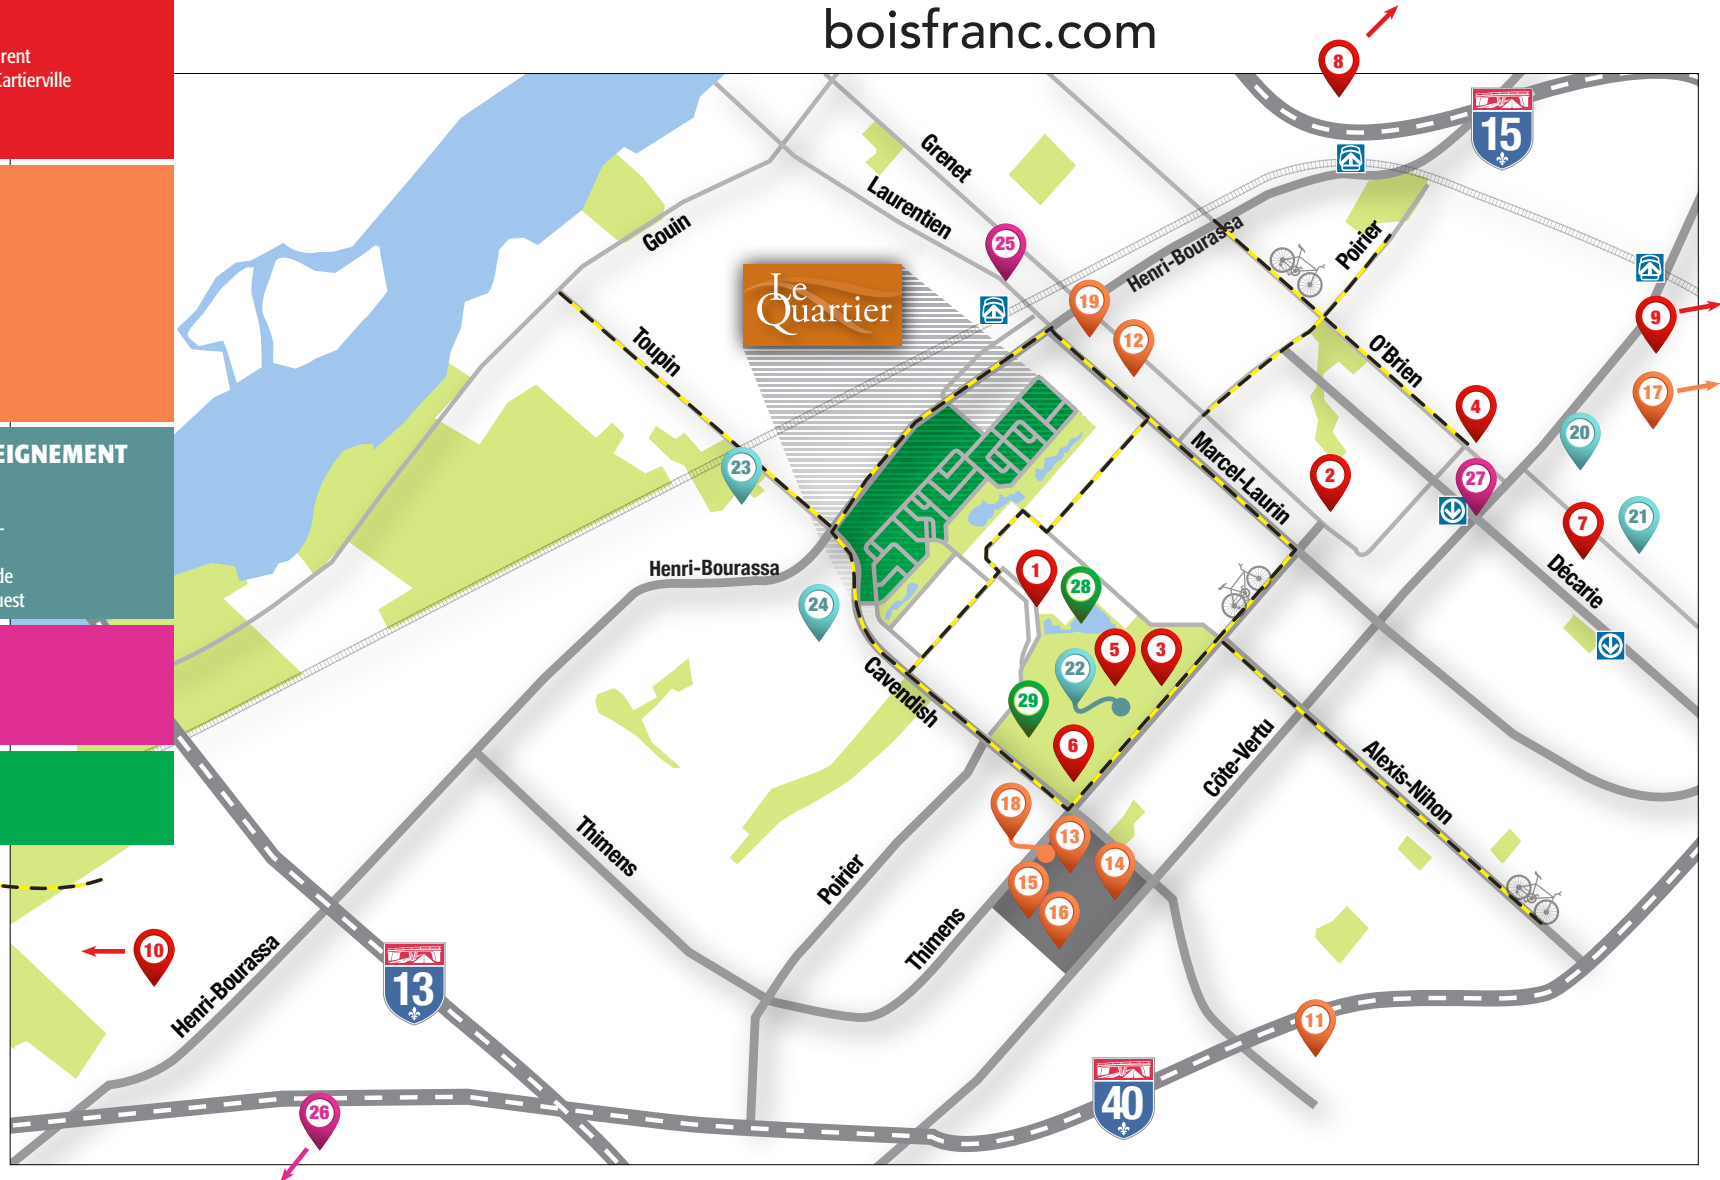 boisfranc.com
rent
Cartierville
EIGNEMENT
de
uest
8
15
Grenet
Laurentien
Gouin
25
Henri-Bourassa
Poirier
Le
Quartier
19
12
9
17
Toupin
O'Brien
4
20
23
Marcel-Laurin
2
27
7
21
Henri-Bourassa
1
28
24
Décarie
5
3
22
29
Cavendish
6
Côte-Vertu
Alexis-Nihon
18
13
14
15
16
Thimens
Poirier
Thimens
10
Henri-Bourassa
13
11
40
26